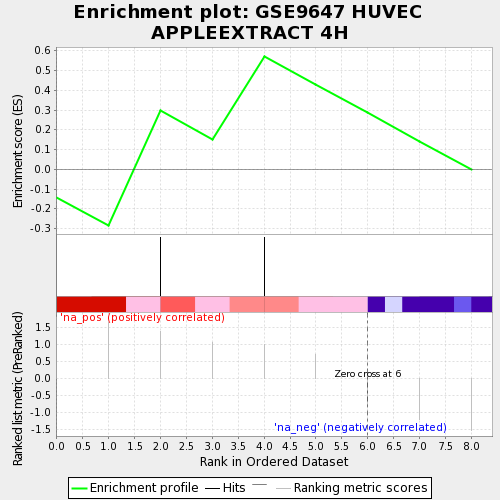 Enrichment plot: GSE9647 HUVEC
APPLEEXTRACT 4H
Enrichment score (ES)
0.6
0.5
0.4
0.3
0.2
0.1
0.0
-0.1
-0.2
-0.3
Ranked list metric (PreRanked)
1.5
1.0
0.5
0.0
-0.5
-1.0
-1.5
'na_pos' (positively correlated)
Zero cross at 6
'na_neg' (negatively correlated)
0.0 0.5 1.0 1.5 2.0 2.5 3.0 3.5 4.0 4.5 5.0 5.5 6.0 6.5 7.0 7.5 8.0
Rank in Ordered Dataset
Enrichment profile Hits Ranking metric scores